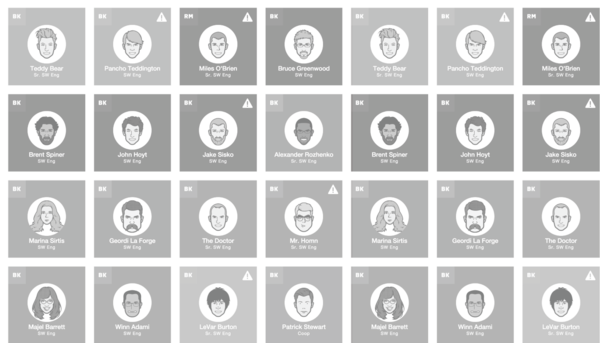 BK
Teddy Bear
Sr. SW Eng
BK
Pancho Teddington
SW Eng
RM
Miles O'Brien
SW Eng
BK
Bruce Greenwood
SW Eng
BK
Teddy Bear
Sr. SW Eng
BK
Pancho Teddington
SW Eng
RM
Miles O'Brien
SW Eng
BK
Brent Spiner
SW Eng
BK
John Hoyt
SW Eng
BK
Jake Sisko
SW Eng
BK
Alexander Rozhenko
Sr. SW Eng
BK
Brent Spiner
SW Eng
BK
John Hoyt
SW Eng
BK
Jake Sisko
SW Eng
BK
Marina Sirtis
SW Eng
BK
Geordi La Forge
SW Eng
BK
The Doctor
Sr. SW Eng
BK
Mr. Homn
Sr. SW Eng
BK
Marina Sirtis
SW Eng
BK
Geordi La Forge
SW Eng
BK
The Doctor
Sr. SW Eng
BK
Majel Barrett
SW Eng
BK
Winn Adami
SW Eng
BK
LeVar Burton
Sr. SW Eng
BK
Patrick Stewart
Coop
BK
Majel Barrett
SW Eng
BK
Winn Adami
SW Eng
BK
LeVar Burton
Sr. SW Eng